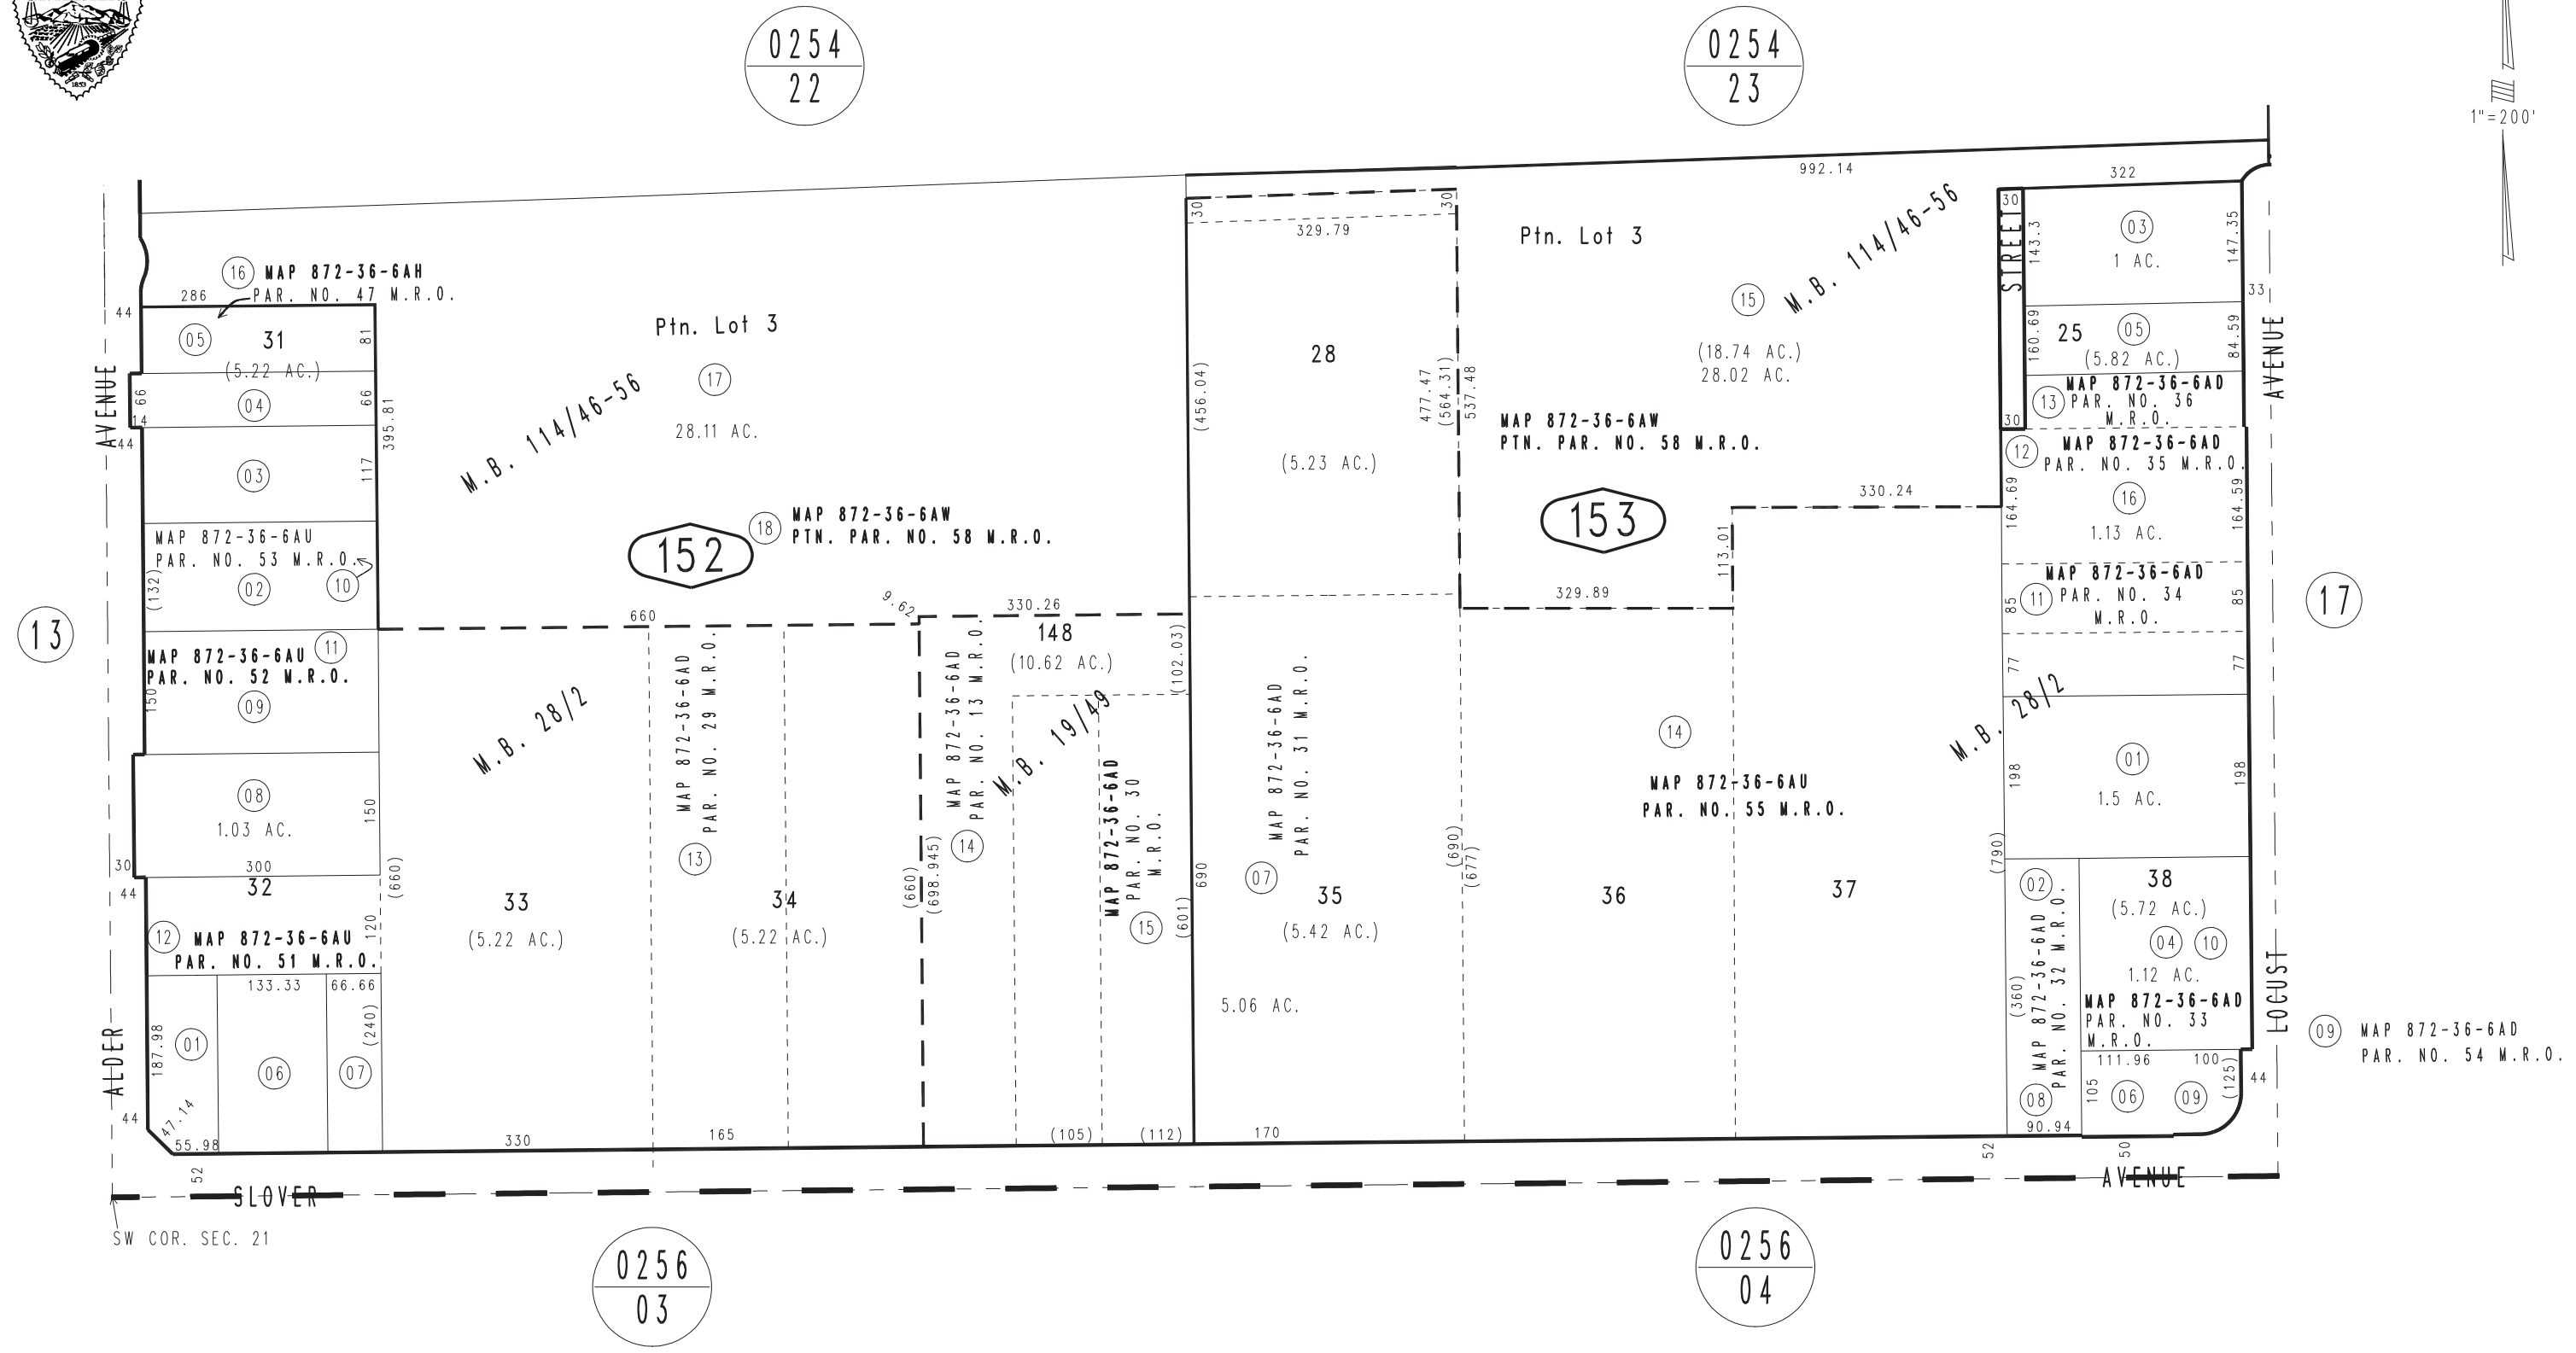 1853
0254
22
0254
23
1"=200'
992.14
322
30
30
329.79
Ptn. Lot 3
M.B. 114/46-56
30
STREET
143.3
03
1 AC.
147.35
33
16 MAP 872-36-6AH
PAR. NO. 47 M.R.O.
286
44
05
31
(5.22 AC.)
81
AVENUE
66
14
04
66
44
395.81
03
117
Ptn. Lot 3
17
28.11 AC.
M.B. 114/46-56
28
(5.23 AC.)
(456.04)
477.47
(564.31)
537.48
15
(18.74 AC.)
28.02 AC.
MAP 872-36-6AW
PTN. PAR. NO. 58 M.R.O.
160.69
25
05
(5.82 AC.)
84.59
AVENUE
MAP 872-36-6AD
13 PAR. NO. 36
M.R.O.
30
12 MAP 872-36-6AD
PAR. NO. 35 M.R.O.
164.69
16
1.13 AC.
164.59
MAP 872-36-6AU
PAR. NO. 53 M.R.O.
(132)
02
10
152
18 MAP 872-36-6AW
PTN. PAR. NO. 58 M.R.O.
153
330.24
113.01
329.89
MAP 872-36-6AD
11 PAR. NO. 34
M.R.O.
85
85
13
17
660
9.62
330.26
148
(10.62 AC.)
(102.03)
11
MAP 872-36-6AU
PAR. NO. 52 M.R.O.
150
09
M.B. 28/2
MAP 872-36-6AD
PAR. NO. 29 M.R.O.
13
MAP 872-36-6AD
PAR. NO. 13 M.R.O.
14
M.B. 19/49
MAP 872-36-6AD
PAR. NO. 30
M.R.O.
15
MAP 872-36-6AD
PAR. NO. 31 M.R.O.
07
14
MAP 872-36-6AU
PAR. NO. 55 M.R.O.
M.B. 28/2
77
77
01
1.5 AC.
198
198
08
1.03 AC.
150
30
300
32
44
(660)
33
(5.22 AC.)
34
(5.22 AC.)
(660)
(698.945)
(601)
690
35
(5.42 AC.)
5.06 AC.
(690)
(677)
36
37
(790)
02
MAP 872-36-6AD
PAR. NO. 32 M.R.O.
(360)
08
38
(5.72 AC.)
04
10
1.12 AC.
MAP 872-36-6AD
PAR. NO. 33
M.R.O.
12 MAP 872-36-6AU
PAR. NO. 51 M.R.O.
120
133.33
66.66
187.98
01
06
07
(240)
ALDER
44
47.14
55.98
330
165
(105)
(112)
170
111.96
100
105
06
09
(125)
44
90.94
LOCUST
09 MAP 872-36-6AD
PAR. NO. 54 M.R.O.
52
52
50
SLOVER
AVENUE
SW COR. SEC. 21
0256
03
0256
04